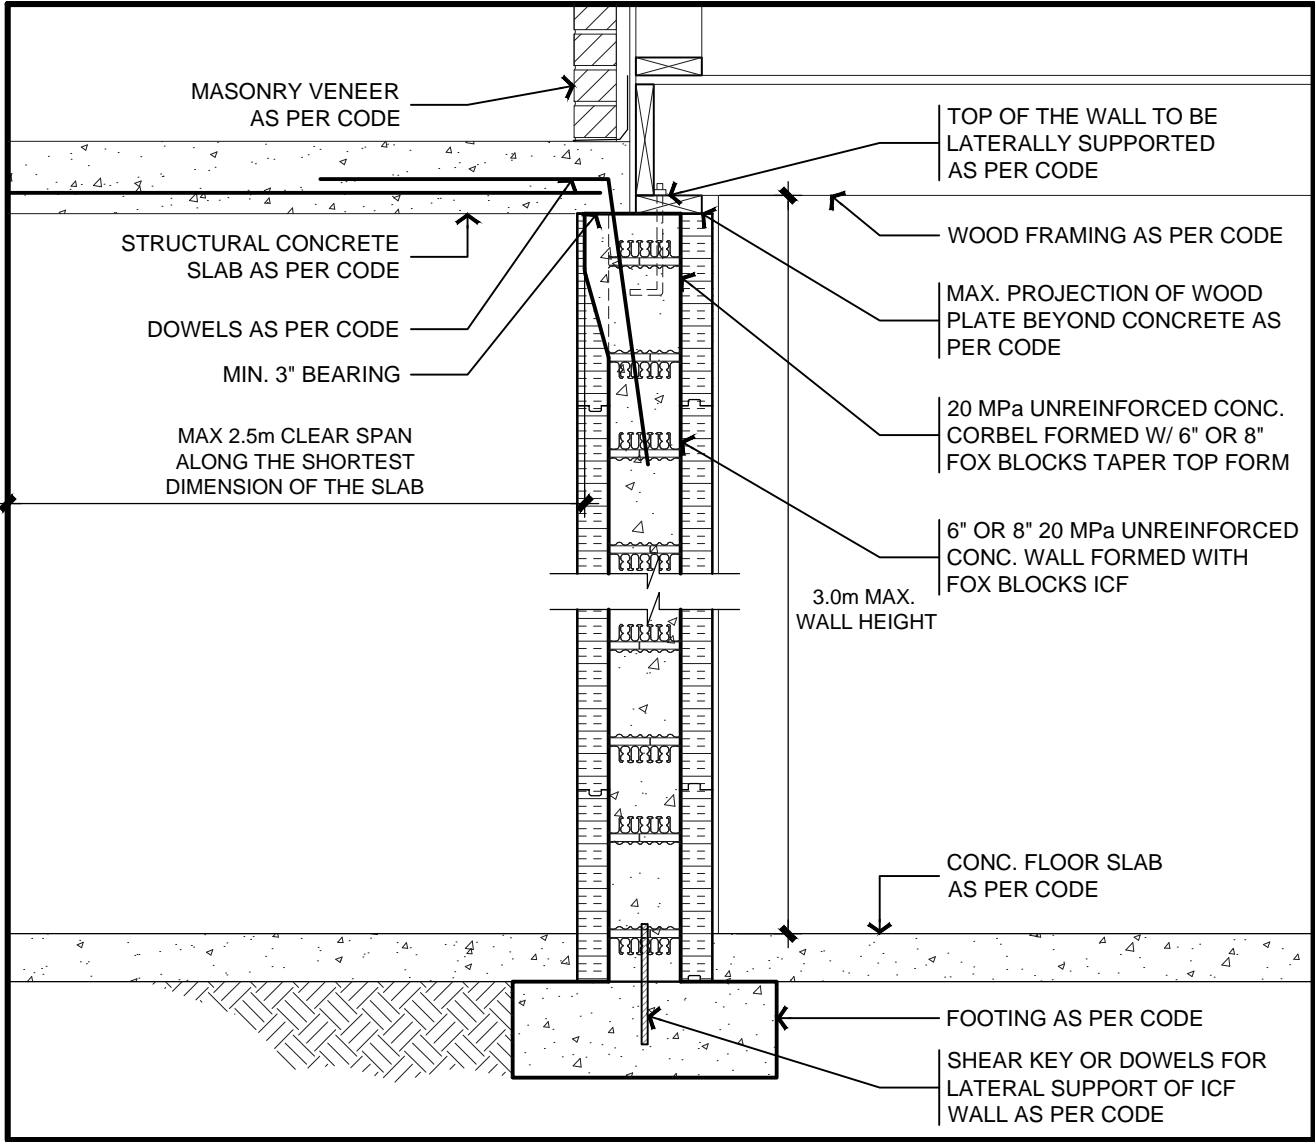 MASONRY VENEER
AS PER CODE
STRUCTURAL CONCRETE
SLAB AS PER CODE
DOWELS AS PER CODE
MIN. 3" BEARING
MAX 2.5m CLEAR SPAN
ALONG THE SHORTEST
DIMENSION OF THE SLAB
TOP OF THE WALL TO BE
LATERALLY SUPPORTED
AS PER CODE
WOOD FRAMING AS PER CODE
MAX. PROJECTION OF WOOD
PLATE BEYOND CONCRETE AS
PER CODE
20 MPa UNREINFORCED CONC.
CORBEL FORMED W/ 6" OR 8"
FOX BLOCKS TAPER TOP FORM
6" OR 8" 20 MPa UNREINFORCED
CONC. WALL FORMED WITH
FOX BLOCKS ICF
3.0m MAX.
WALL HEIGHT
CONC. FLOOR SLAB
AS PER CODE
FOOTING AS PER CODE
SHEAR KEY OR DOWELS FOR
LATERAL SUPPORT OF ICF
WALL AS PER CODE